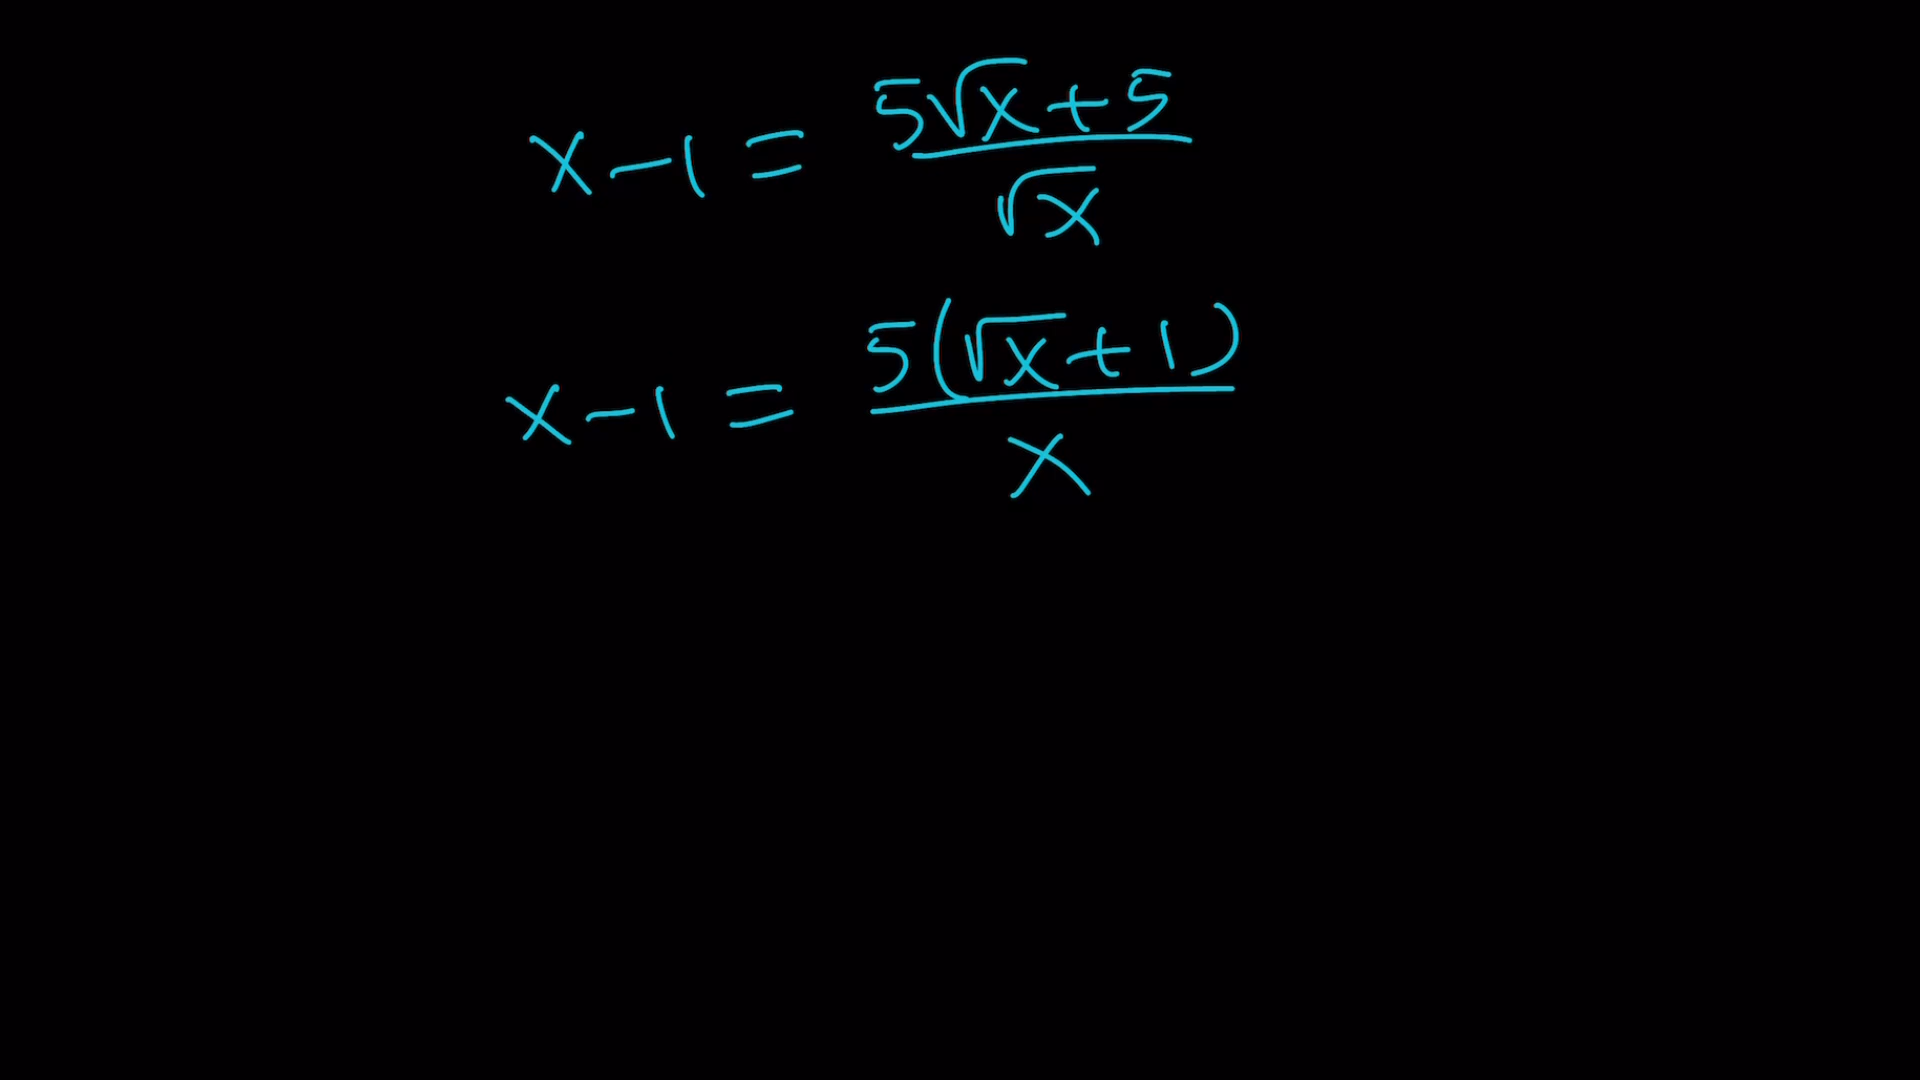 x-1 = (5√x+5)/√x
x-1 = 5(√x+1)/x